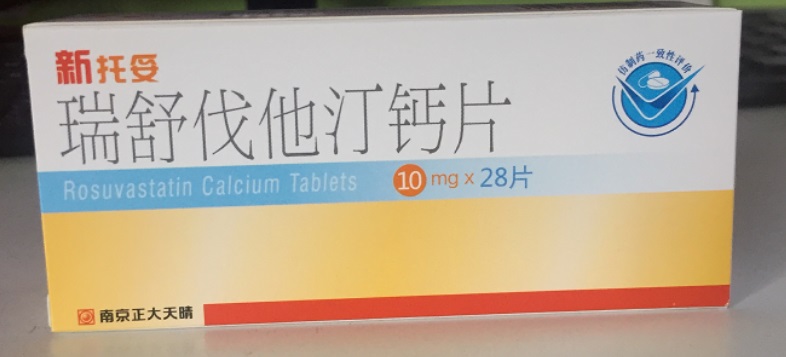 新托妥
仿制药一致性评价
瑞舒伐他汀钙片
Rosuvastatin Calcium Tablets 10 mg x 28片
南京正大天晴